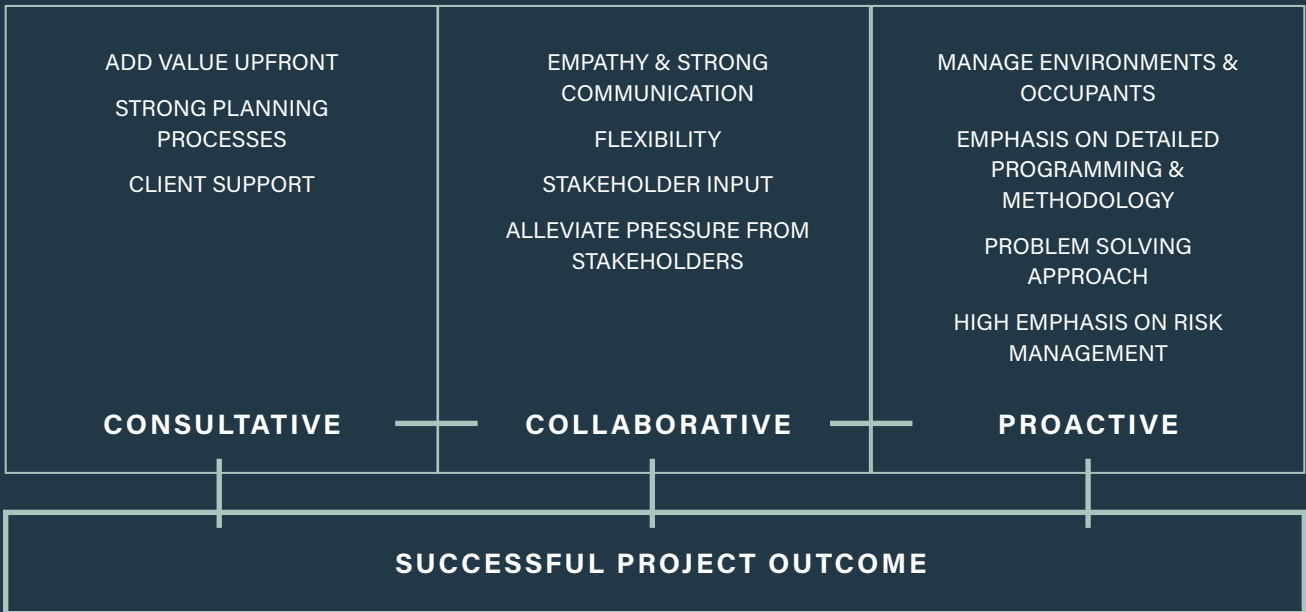 ADD VALUE UPFRONT
STRONG PLANNING
PROCESSES
CLIENT SUPPORT
CONSULTATIVE
EMPATHY & STRONG
COMMUNICATION
FLEXIBILITY
STAKEHOLDER INPUT
ALLEVIATE PRESSURE FROM
STAKEHOLDERS
COLLABORATIVE
MANAGE ENVIRONMENTS &
OCCUPANTS
EMPHASIS ON DETAILED
PROGRAMMING &
METHODOLOGY
PROBLEM SOLVING
APPROACH
HIGH EMPHASIS ON RISK
MANAGEMENT
PROACTIVE
SUCCESSFUL PROJECT OUTCOME